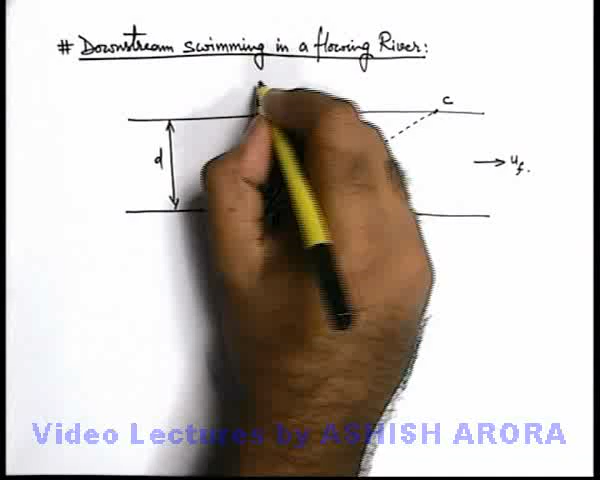 # Downstream swimming in a flowing River:
c
d
u_f.
Video Lectures by ASHISH ARORA